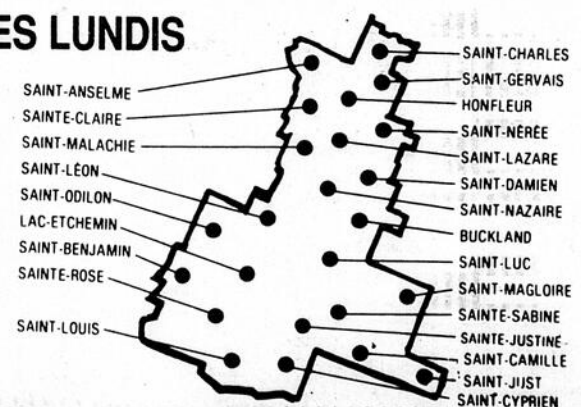 ES LUNDIS
SAINT-ANSELME
SAINTE-CLAIRE
SAINT-MALACHIE
SAINT-LÉON
SAINT-ODILON
LAC-ETCHEMIN
SAINT-BENJAMIN
SAINTE-ROSE
SAINT-LOUIS
SAINT-CHARLES
SAINT-GERVAIS
HONFLEUR
SAINT-NÉRÉE
SAINT-LAZARE
SAINT-DAMIEN
SAINT-NAZAIRE
BUCKLAND
SAINT-LUC
SAINT-MAGLOIRE
SAINTE-SABINE
SAINTE-JUSTINE
SAINT-CAMILLE
SAINT-JUST
SAINT-CYPRIEN